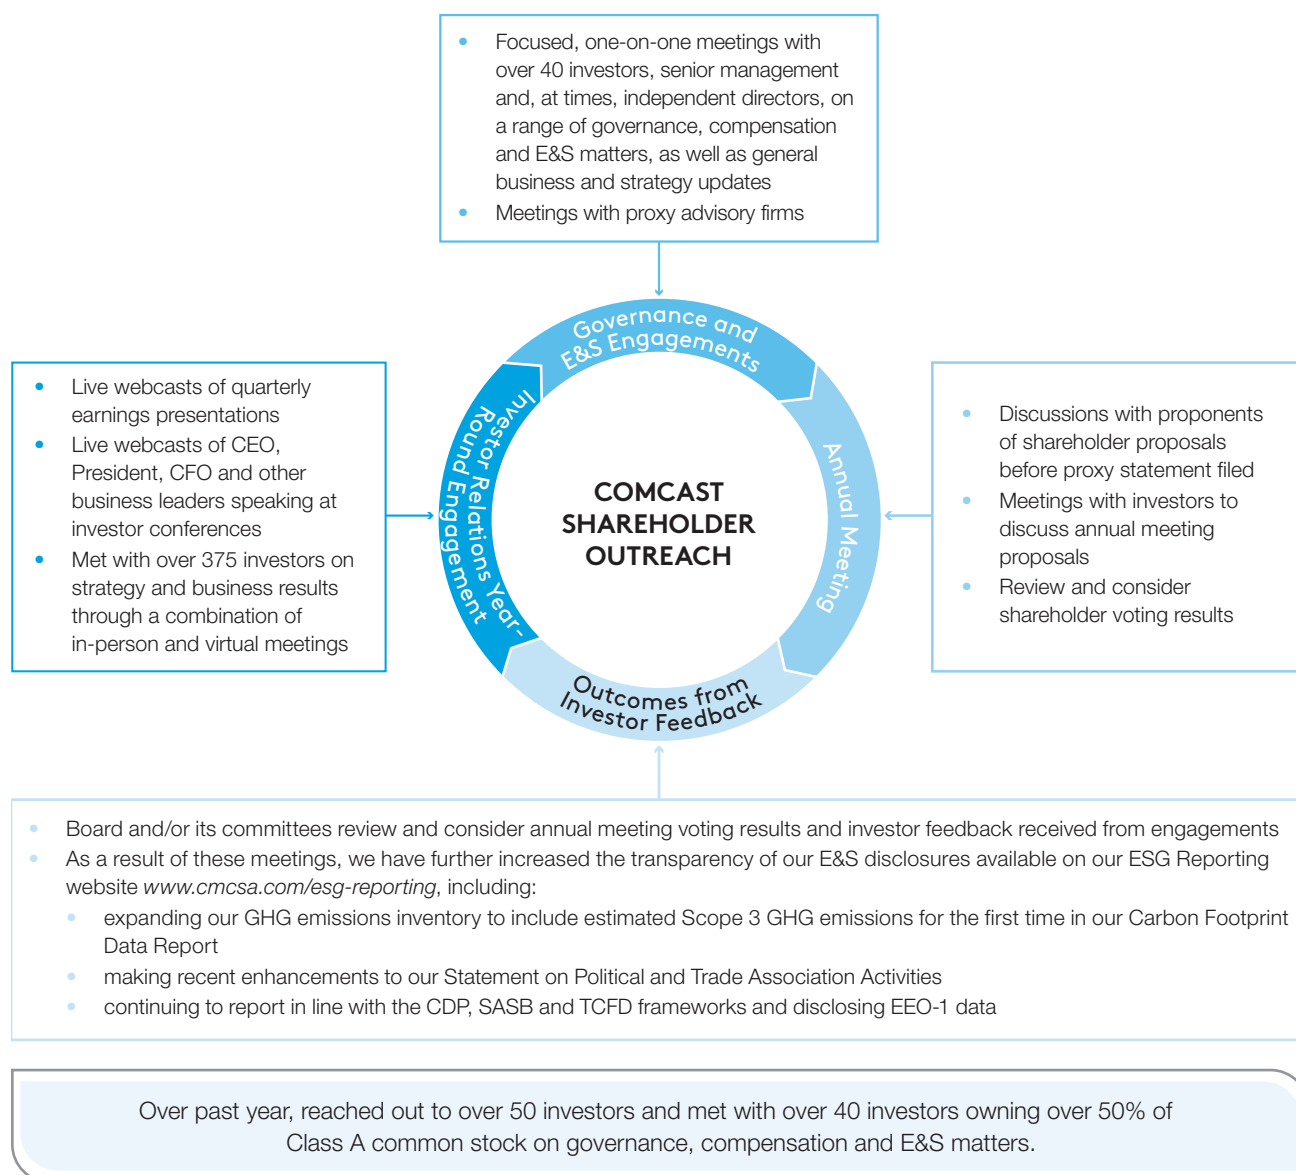 • Focused, one-on-one meetings with
over 40 investors, senior management
and, at times, independent directors, on
a range of governance, compensation
and E&S matters, as well as general
business and strategy updates
• Meetings with proxy advisory firms
Governance and
E&S Engagements
• Live webcasts of quarterly
earnings presentations
• Live webcasts of CEO,
President, CFO and other
business leaders speaking at
investor conferences
• Met with over 375 investors on
strategy and business results
through a combination of
in-person and virtual meetings
Investor Relations Year-
Round Engagement
COMCAST
SHAREHOLDER
OUTREACH
Annual Meeting
• Discussions with proponents
of shareholder proposals
before proxy statement filed
• Meetings with investors to
discuss annual meeting
proposals
• Review and consider
shareholder voting results
Outcomes from
Investor Feedback
• Board and/or its committees review and consider annual meeting voting results and investor feedback received from engagements
• As a result of these meetings, we have further increased the transparency of our E&S disclosures available on our ESG Reporting
website www.cmcsa.com/esg-reporting, including:
• expanding our GHG emissions inventory to include estimated Scope 3 GHG emissions for the first time in our Carbon Footprint
Data Report
• making recent enhancements to our Statement on Political and Trade Association Activities
• continuing to report in line with the CDP, SASB and TCFD frameworks and disclosing EEO-1 data
Over past year, reached out to over 50 investors and met with over 40 investors owning over 50% of
Class A common stock on governance, compensation and E&S matters.